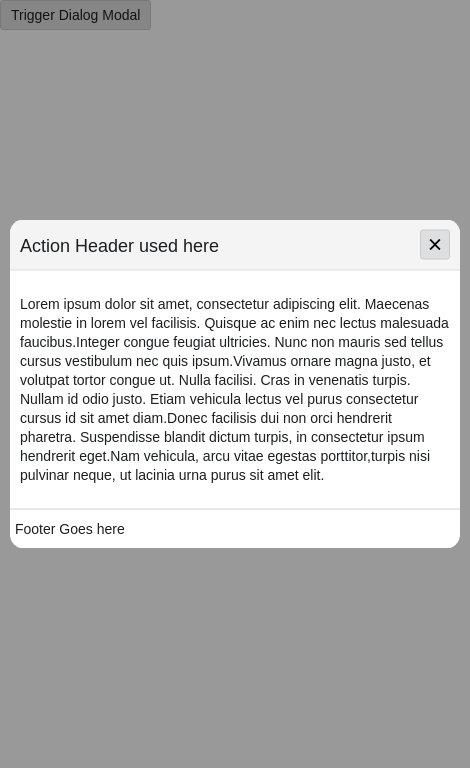 Trigger Dialog Modal
Action Header used here
Lorem ipsum dolor sit amet, consectetur adipiscing elit. Maecenas
molestie in lorem vel facilisis. Quisque ac enim nec lectus malesuada
faucibus.Integer congue feugiat ultricies. Nunc non mauris sed tellus
cursus vestibulum nec quis ipsum.Vivamus ornare magna justo, et
volutpat tortor congue ut. Nulla facilisi. Cras in venenatis turpis.
Nullam id odio justo. Etiam vehicula lectus vel purus consectetur
cursus id sit amet diam.Donec facilisis dui non orci hendrerit
pharetra. Suspendisse blandit dictum turpis, in consectetur ipsum
hendrerit eget.Nam vehicula, arcu vitae egestas porttitor,turpis nisi
pulvinar neque, ut lacinia urna purus sit amet elit.
Footer Goes here